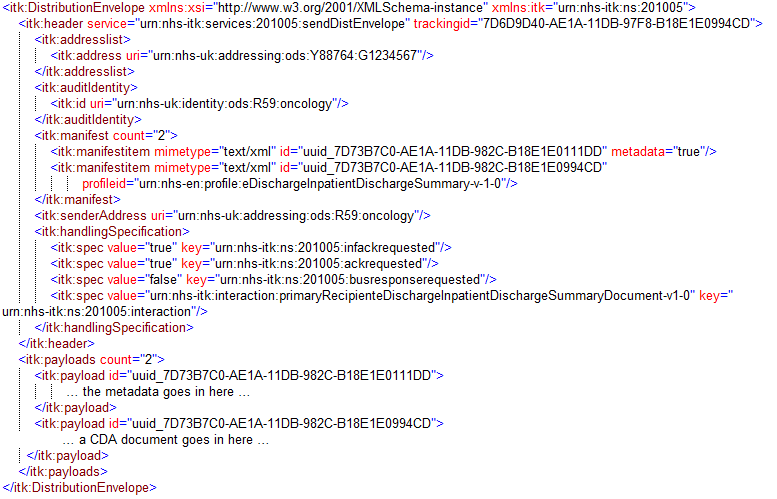 <itk:DistributionEnvelope xmlns:xsi="http://www.w3.org/2001/XMLSchema-instance" xmlns:itk="urn:nhs-itk:ns:201005">
<itk:header service="urn:nhs-itk:services:201005:sendDistEnvelope" trackingid="7D6D9D40-AE1A-11DB-97F8-B18E1E0994CD">
<itk:addresslist>
<itk:address uri="urn:nhs-uk:addressing:ods:Y88764:G1234567"/>
</itk:addresslist>
<itk:auditIdentity>
<itk:id uri="urn:nhs-uk:identity:ods:R59:oncology"/>
</itk:auditIdentity>
<itk:manifest count="2">
<itk:manifestitem mimetype="text/xml" id="uuid_7D73B7C0-AE1A-11DB-982C-B18E1E0111DD" metadata="true"/>
<itk:manifestitem mimetype="text/xml" id="uuid_7D73B7C0-AE1A-11DB-982C-B18E1E0994CD"
profileid="urn:nhs-en:profile:eDischargeInpatientDischargeSummary-v-1-0"/>
</itk:manifest>
<itk:senderAddress uri="urn:nhs-uk:addressing:ods:R59:oncology"/>
<itk:handlingSpecification>
<itk:spec value="true" key="urn:nhs-itk:ns:201005:infackrequested"/>
<itk:spec value="true" key="urn:nhs-itk:ns:201005:ackrequested"/>
<itk:spec value="false" key="urn:nhs-itk:ns:201005:busresponserequested"/>
<itk:spec value="urn:nhs-itk:interaction:primaryRecipienteDischargeInpatientDischargeSummaryDocument-v1-0" key="
urn:nhs-itk:ns:201005:interaction"/>
</itk:handlingSpecification>
</itk:header>
<itk:payloads count="2">
<itk:payload id="uuid_7D73B7C0-AE1A-11DB-982C-B18E1E0111DD">
... the metadata goes in here ...
</itk:payload>
<itk:payload id="uuid_7D73B7C0-AE1A-11DB-982C-B18E1E0994CD">
... a CDA document goes in here ...
</itk:payload>
</itk:payloads>
</itk:DistributionEnvelope>